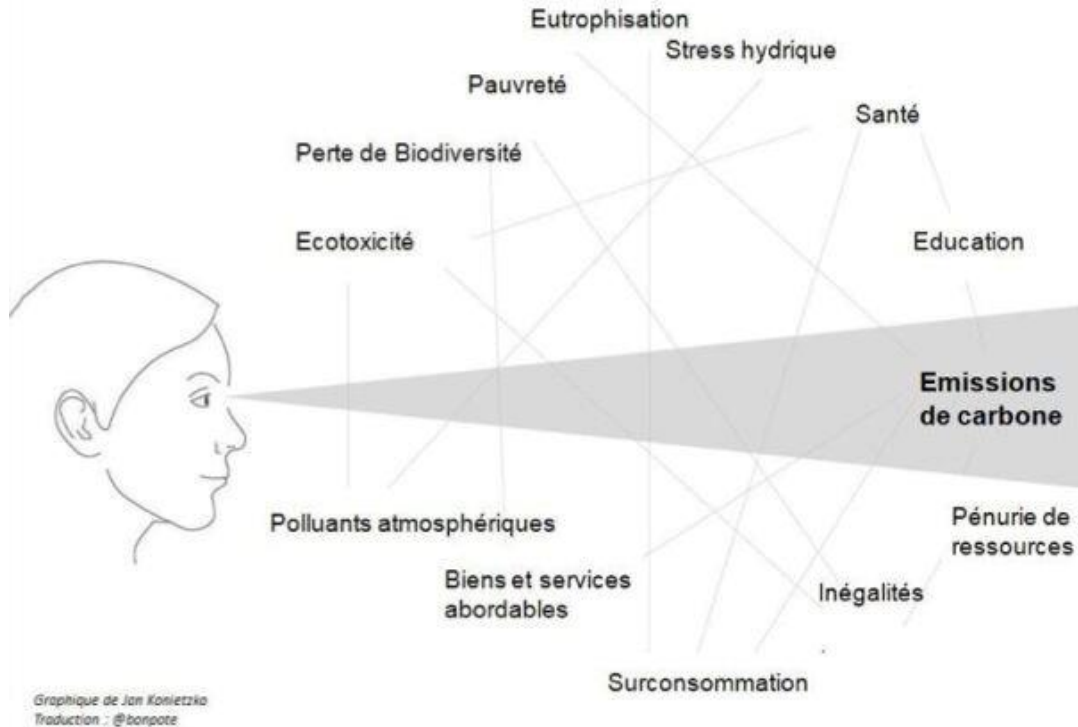 Eutrophisation
Stress hydrique
Pauvreté
Santé
Perte de Biodiversité
Ecotoxicité
Education
Emissions
de carbone
Polluants atmosphériques
Pénurie de
ressources
Biens et services
abordables
Inégalités
Surconsommation
Graphique de Jan Konietzko
Traduction : @bonpote